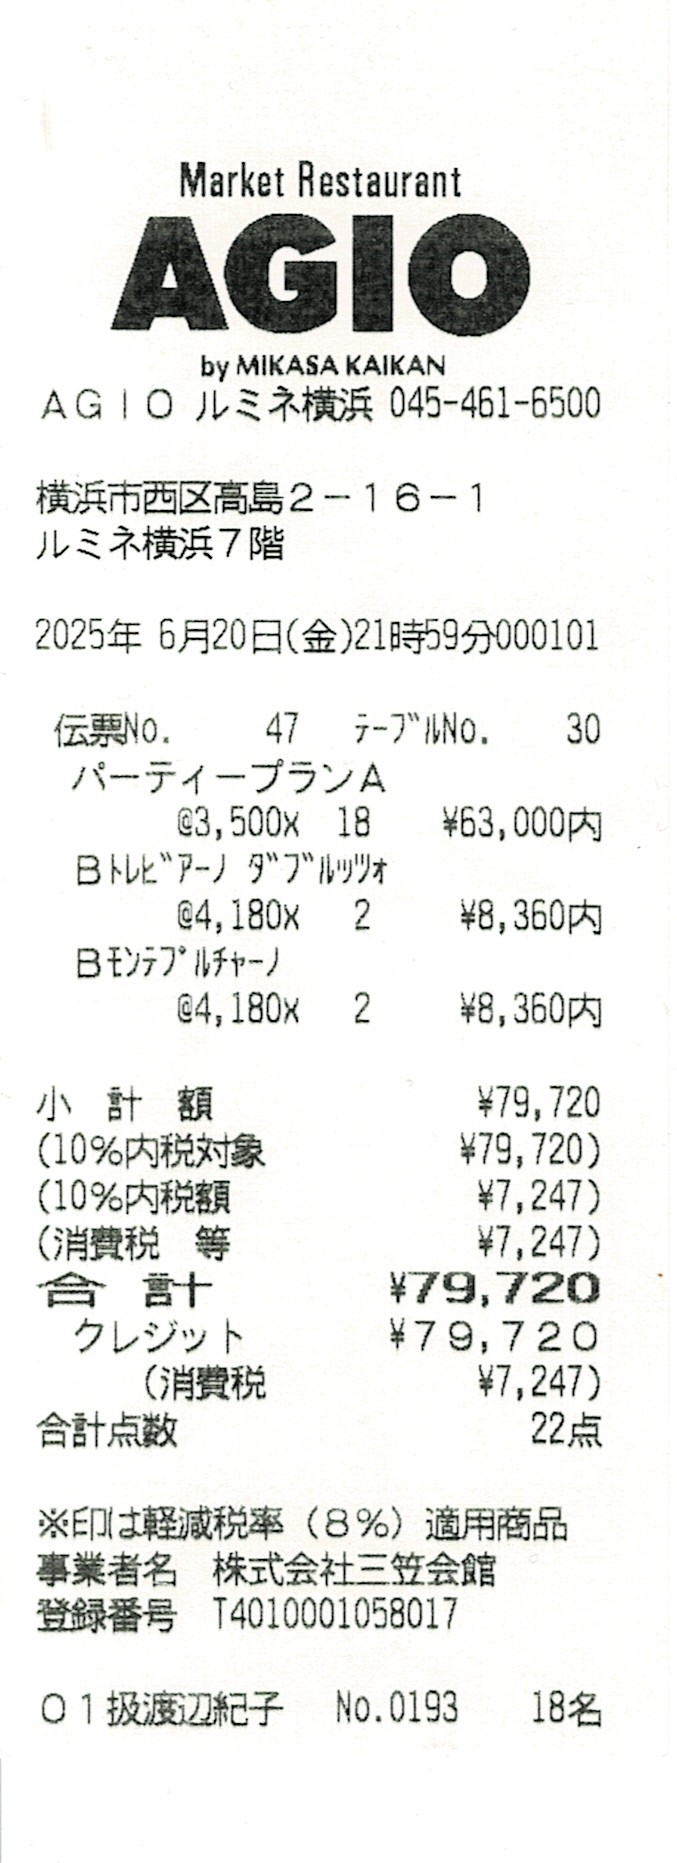 Market Restaurant
AGIO
by MIKASA KAIKAN
AGIO ルミネ横浜 045-461-6500
横浜市西区高島2-16-1
ルミネ横浜7階
2025年 6月20日(金)21時59分000101
伝票No. 47 テーブルNo. 30
パーティープランA
@3,500× 18 ¥63,000内
Bトレビアーノ ダブルッツォ
@4,180× 2 ¥8,360内
Bモンテプルチャーノ
@4,180× 2 ¥8,360内
小 計 額 ¥79,720
(10%内税対象 ¥79,720)
(10%内税額 ¥7,247)
(消費税 等 ¥7,247)
合 計 ¥79,720
クレジット ¥79,720
(消費税 ¥7,247)
合計点数 22点
※印は軽減税率(8%)適用商品
事業者名 株式会社三笠会館
登録番号 T4010001058017
01扱渡辺紀子 No.0193 18名